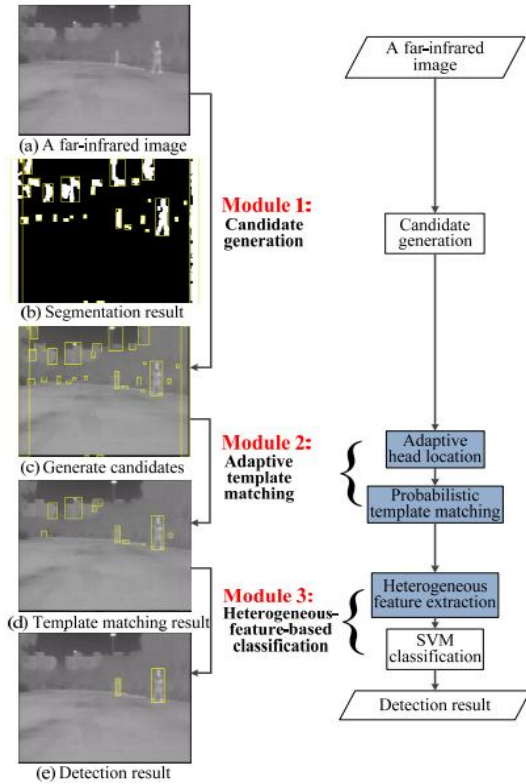 (a) A far-infrared image
(b) Segmentation result
(c) Generate candidates
(d) Template matching result
(e) Detection result
Module 1:
Candidate
generation
Module 2:
Adaptive
template
matching
Module 3:
Heterogeneous-
feature-based
classification
A far-infrared
image
Candidate
generation
Adaptive
head location
Probabilistic
template matching
Heterogeneous
feature extraction
SVM
classification
Detection result